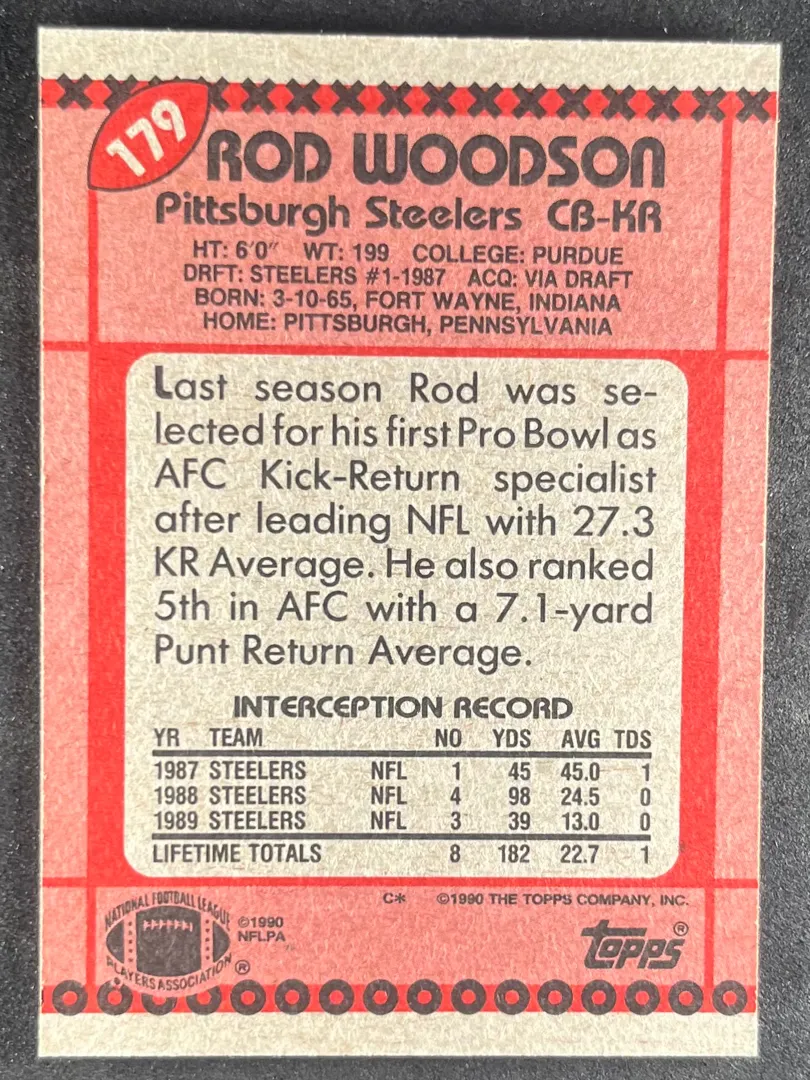 179
ROD WOODSON
Pittsburgh Steelers CB-KR
HT: 6'0" WT: 199 COLLEGE: PURDUE
DRFT: STEELERS #1-1987 ACQ: VIA DRAFT
BORN: 3-10-65, FORT WAYNE, INDIANA
HOME: PITTSBURGH, PENNSYLVANIA
Last season Rod was se-
lected for his first Pro Bowl as
AFC Kick-Return specialist
after leading NFL with 27.3
KR Average. He also ranked
5th in AFC with a 7.1-yard
Punt Return Average.
INTERCEPTION RECORD
YR TEAM NO YDS AVG TDS
1987 STEELERS NFL 1 45 45.0 1
1988 STEELERS NFL 4 98 24.5 0
1989 STEELERS NFL 3 39 13.0 0
LIFETIME TOTALS 8 182 22.7 1
C* ©1990 THE TOPPS COMPANY, INC.
NATIONAL FOOTBALL LEAGUE
PLAYERS ASSOCIATION ®
©1990
NFLPA
Topps ®